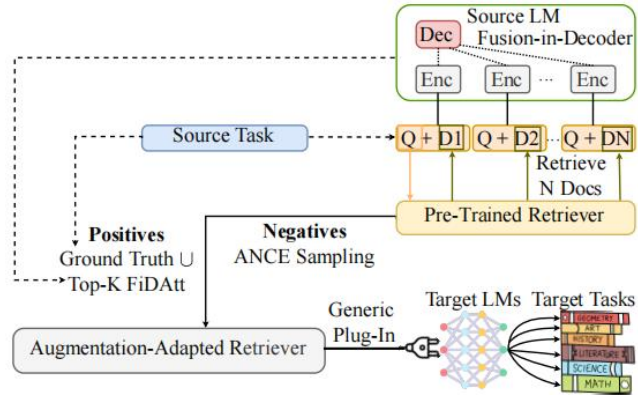 Source LM
Fusion-in-Decoder
Dec
Enc
Enc
...
Enc
Source Task
Q + D1
Q + D2
...
Q + DN
Retrieve
N Docs
Pre-Trained Retriever
Positives
Ground Truth ∪
Top-K FiDAtt
Negatives
ANCE Sampling
Augmentation-Adapted Retriever
Generic
Plug-In
Target LMs
Target Tasks
GEOMETRY
ART
HISTORY
LITERATURE
SCIENCE
MATH